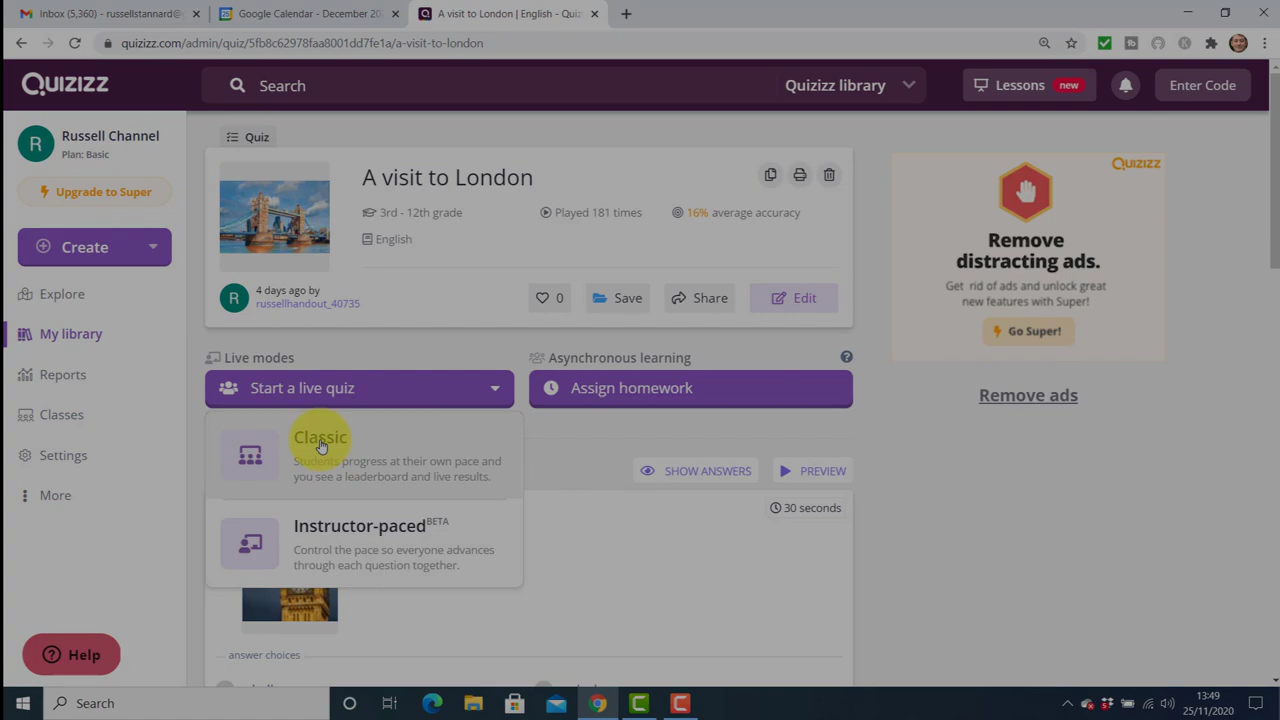 Inbox (5,360) - russellstannard@g
Google Calendar - December 202
A visit to London | English - Quiz
quizizz.com/admin/quiz/5fb8c62978faa8001dd7fe1a/a-visit-to-london
Quizizz
Search
Quizizz library
Lessons new
Enter Code
R
Russell Channel
Plan: Basic
Upgrade to Super
Create
Explore
My library
Reports
Classes
Settings
More
Help
Quiz
A visit to London
3rd - 12th grade
Played 181 times
16% average accuracy
English
R
4 days ago by
russellhandout_40735
0
Save
Share
Edit
Live modes
Start a live quiz
Classic
Students progress at their own pace and
you see a leaderboard and live results.
Instructor-paced BETA
Control the pace so everyone advances
through each question together.
Asynchronous learning
?
Assign homework
SHOW ANSWERS
PREVIEW
30 seconds
answer choices
QUIZIZZ
Remove
distracting ads.
Get rid of ads and unlock great
new features with Super!
Go Super!
Remove ads
Search
13:49
25/11/2020